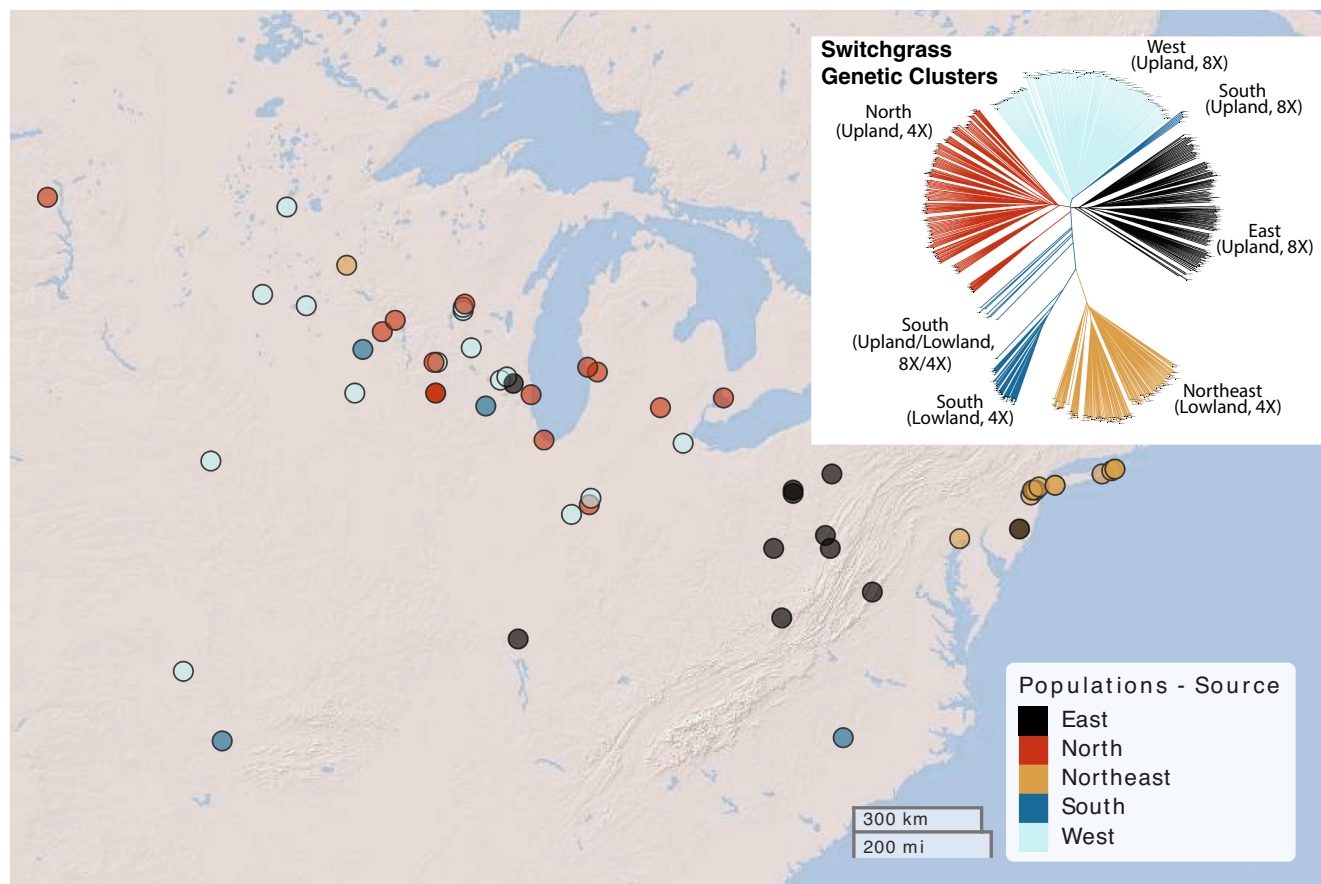 Switchgrass
Genetic Clusters
West
(Upland, 8X)
South
(Upland, 8X)
North
(Upland, 4X)
East
(Upland, 8X)
South
(Upland/Lowland,
8X/4X)
South
(Lowland, 4X)
Northeast
(Lowland, 4X)
Populations - Source
East
North
Northeast
South
West
300 km
200 mi